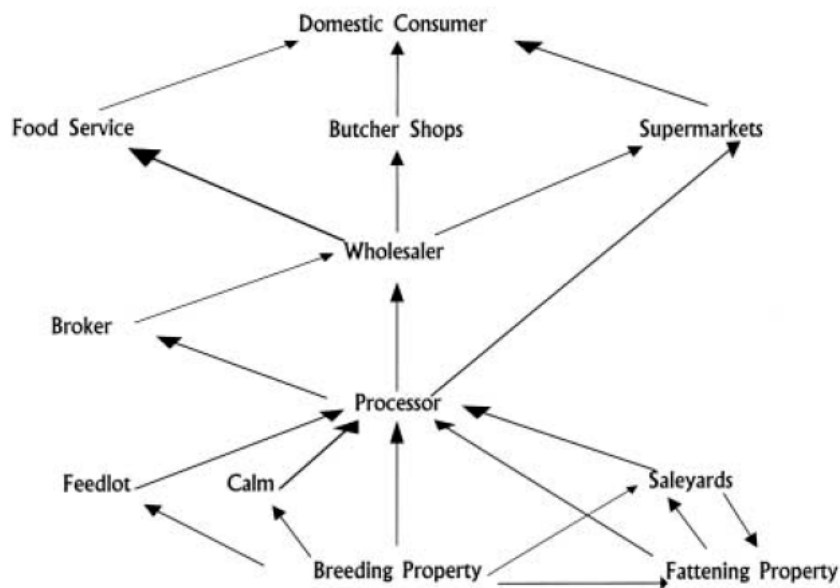 Domestic Consumer
Food Service
Butcher Shops
Supermarkets
Wholesaler
Broker
Processor
Feedlot
Calm
Saleyards
Breeding Property
Fattening Property